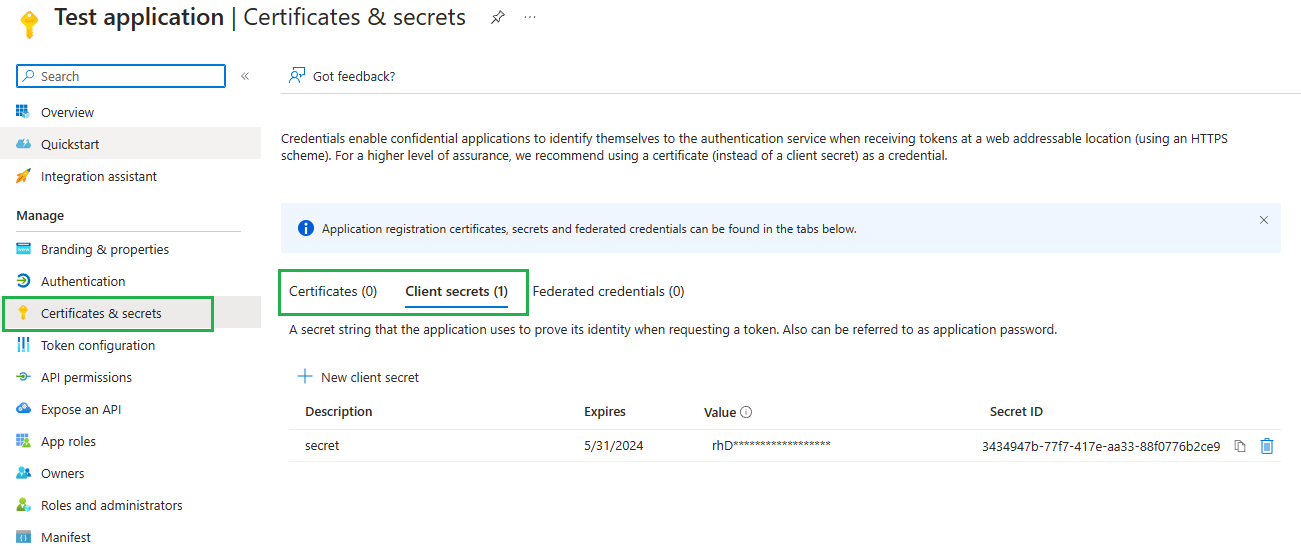 Test application | Certificates & secrets
Search
Got feedback?
Overview
Quickstart
Integration assistant
Manage
Branding & properties
Authentication
Certificates & secrets
Token configuration
API permissions
Expose an API
App roles
Owners
Roles and administrators
Manifest
Credentials enable confidential applications to identify themselves to the authentication service when receiving tokens at a web addressable location (using an HTTPS
scheme). For a higher level of assurance, we recommend using a certificate (instead of a client secret) as a credential.
Application registration certificates, secrets and federated credentials can be found in the tabs below.
Certificates (0) Client secrets (1) Federated credentials (0)
A secret string that the application uses to prove its identity when requesting a token. Also can be referred to as application password.
New client secret
Description Expires Value Secret ID
secret 5/31/2024 rhD****************** 3434947b-77f7-417e-aa33-88f0776b2ce9